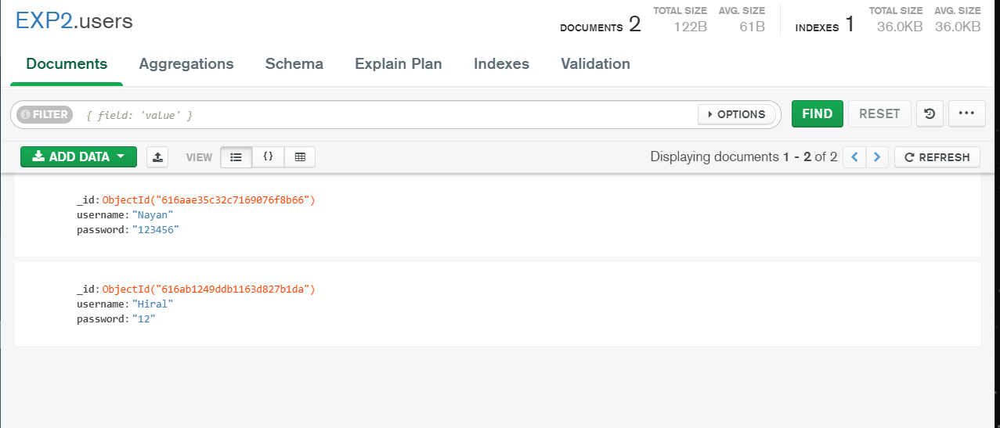 EXP2.users
DOCUMENTS 2 TOTAL SIZE 122B AVG. SIZE 61B INDEXES 1 TOTAL SIZE 36.0KB AVG. SIZE 36.0KB
Documents Aggregations Schema Explain Plan Indexes Validation
FILTER { field: 'value' } OPTIONS FIND RESET
ADD DATA VIEW {} Displaying documents 1 - 2 of 2 REFRESH
_id: ObjectId("616aae35c32c7169076f8b66")
username: "Nayan"
password: "123456"
_id: ObjectId("616ab1249ddb1163d827b1da")
username: "Hiral"
password: "12"